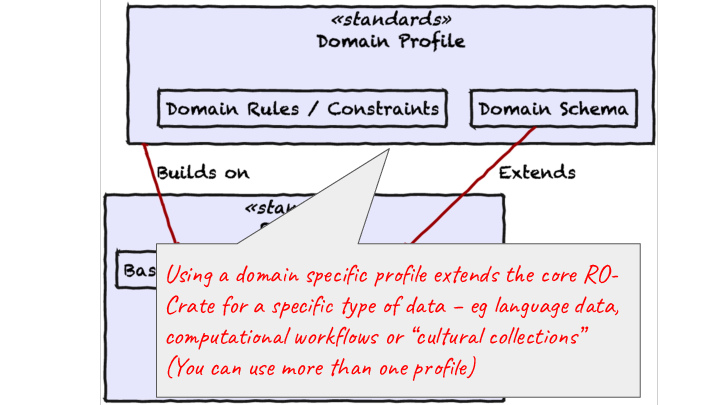 «standards»
Domain Profile
Domain Rules / Constraints
Domain Schema
Builds on
Extends
«stan
Bas
Using a domain specific profile extends the core RO-
Crate for a specific type of data – eg language data,
computational workflows or “cultural collections”
(You can use more than one profile)